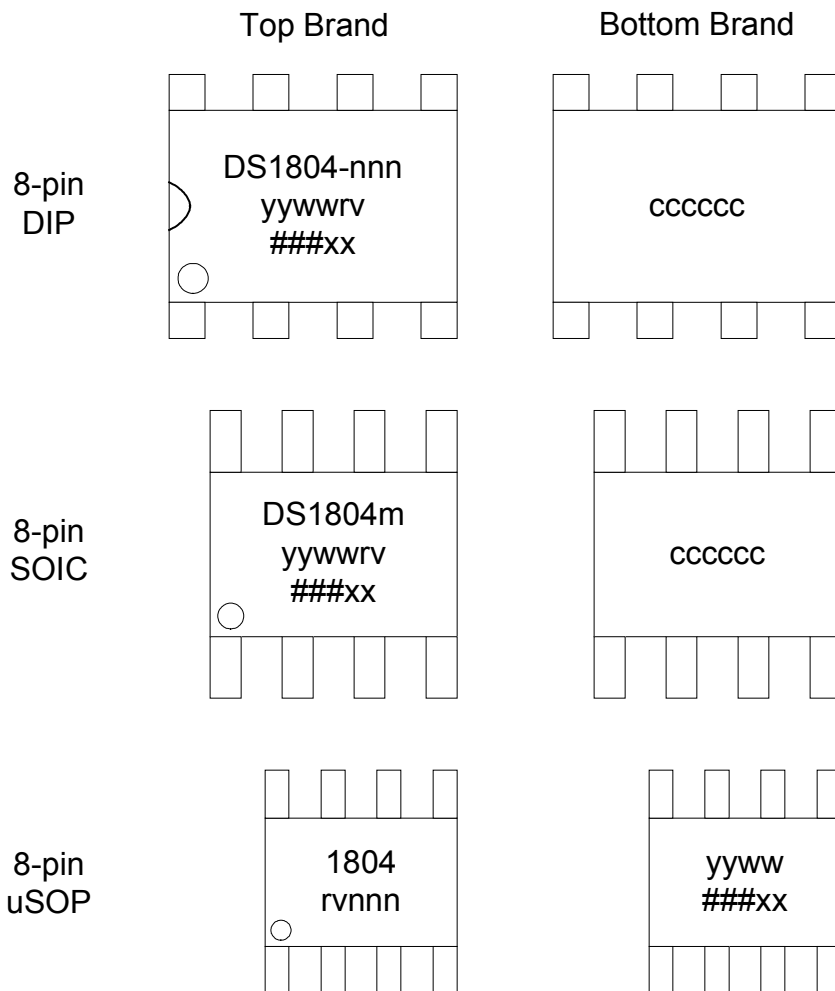 Top Brand
Bottom Brand
8-pin
DIP
DS1804-nnn
yywwrv
###xx
cccccc
8-pin
SOIC
DS1804m
yywwrv
###xx
cccccc
8-pin
uSOP
1804
rvnnn
yyww
###xx